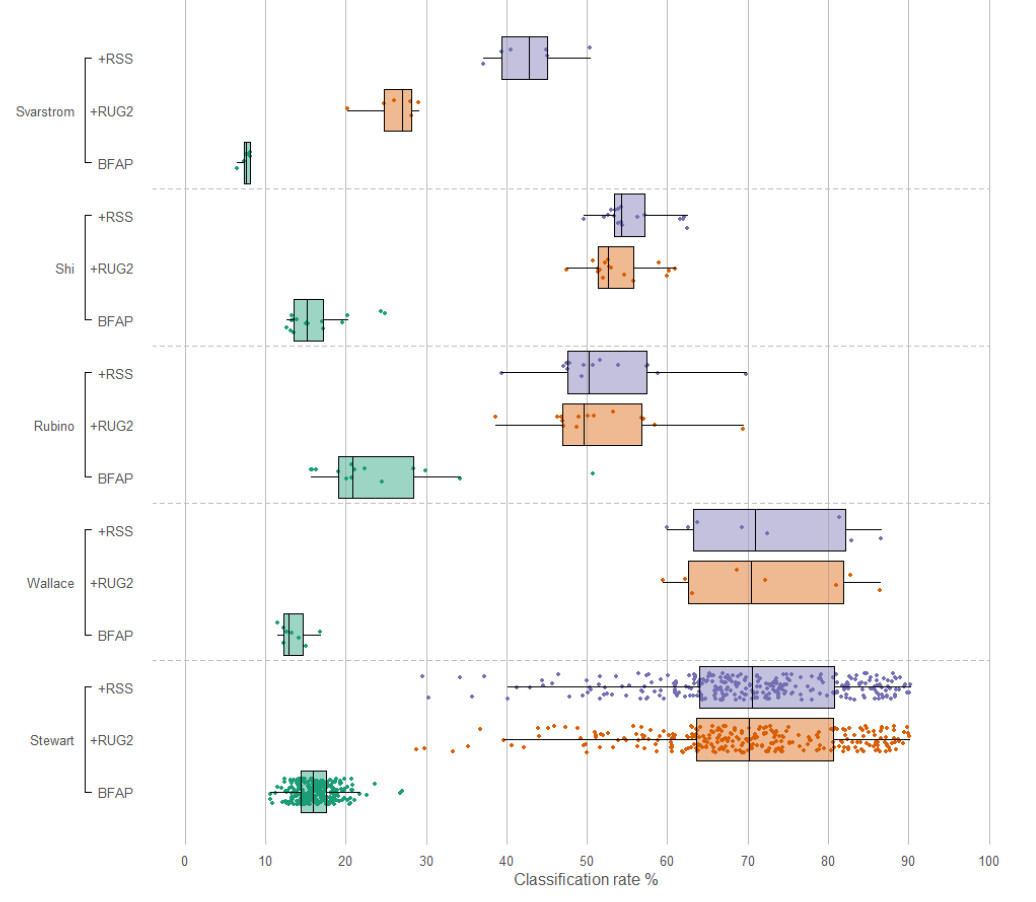 +RSS
Svarstrom +RUG2
BFAP
+RSS
Shi +RUG2
BFAP
+RSS
Rubino +RUG2
BFAP
+RSS
Wallace +RUG2
BFAP
+RSS
Stewart +RUG2
BFAP
0 10 20 30 40 50 60 70 80 90 100
Classification rate %